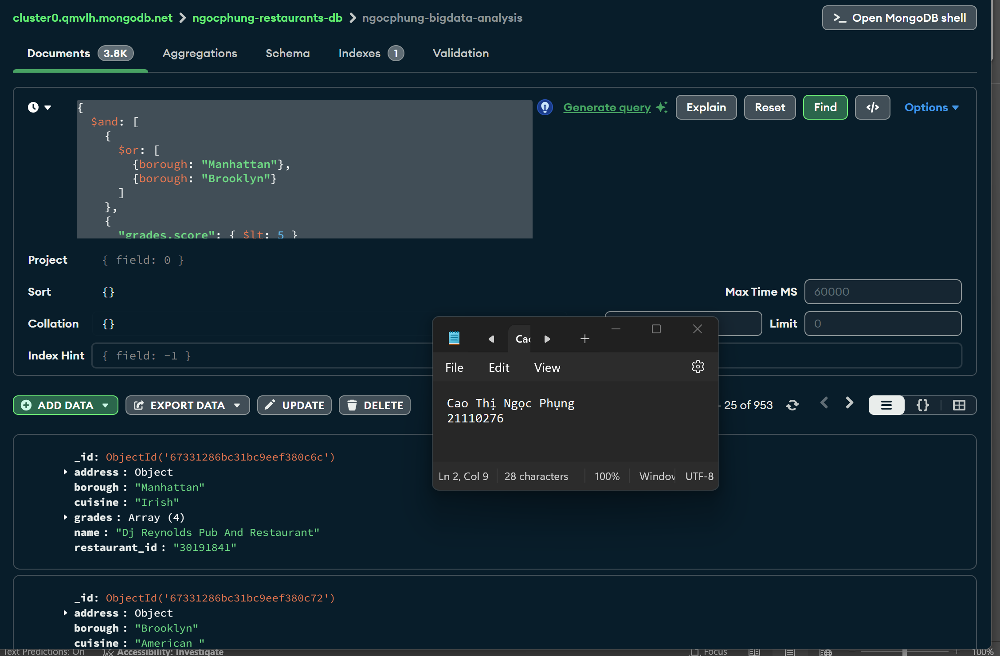 cluster0.qmvlh.mongodb.net > ngocphung-restaurants-db > ngocphung-bigdata-analysis
>_ Open MongoDB shell
Documents 3.8K Aggregations Schema Indexes 1 Validation
{
Generate query Explain Reset Find </> Options
$and: [
{
$or: [
{borough: "Manhattan"},
{borough: "Brooklyn"}
]
},
{
"grades.score": { $lt: 5 }
Project { field: 0 }
Sort {} Max Time MS 60000
Collation {} Limit 0
Index Hint { field: -1 }
Cao
File Edit View
Cao Thị Ngọc Phụng
21110276
Ln 2, Col 9 28 characters 100% UTF-8
ADD DATA EXPORT DATA UPDATE DELETE 25 of 953 {}
_id: ObjectId('67331286bc31bc9eef380c6c')
address : Object
borough : "Manhattan"
cuisine : "Irish"
grades : Array (4)
name : "Dj Reynolds Pub And Restaurant"
restaurant_id : "30191841"
_id: ObjectId('67331286bc31bc9eef380c72')
address : Object
borough : "Brooklyn"
cuisine : "American "
Text Predictions: On Accessibility: Investigate Focus 100%